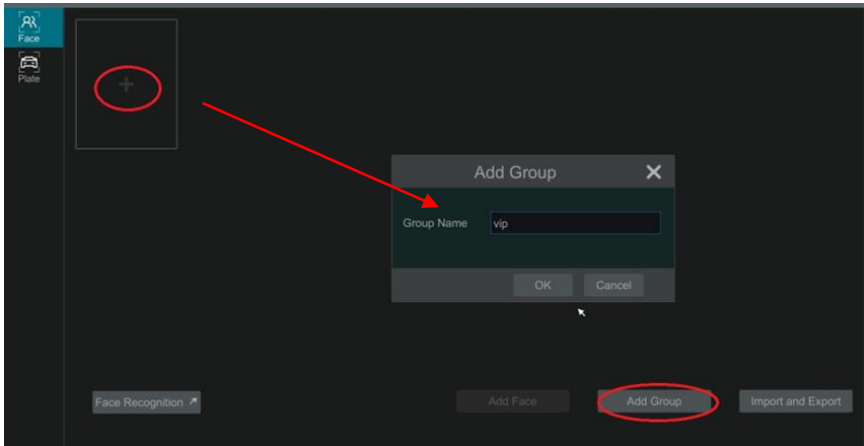 Face
Plate
Add Group
Group Name
vip
OK
Cancel
Face Recognition
Add Face
Add Group
Import and Export